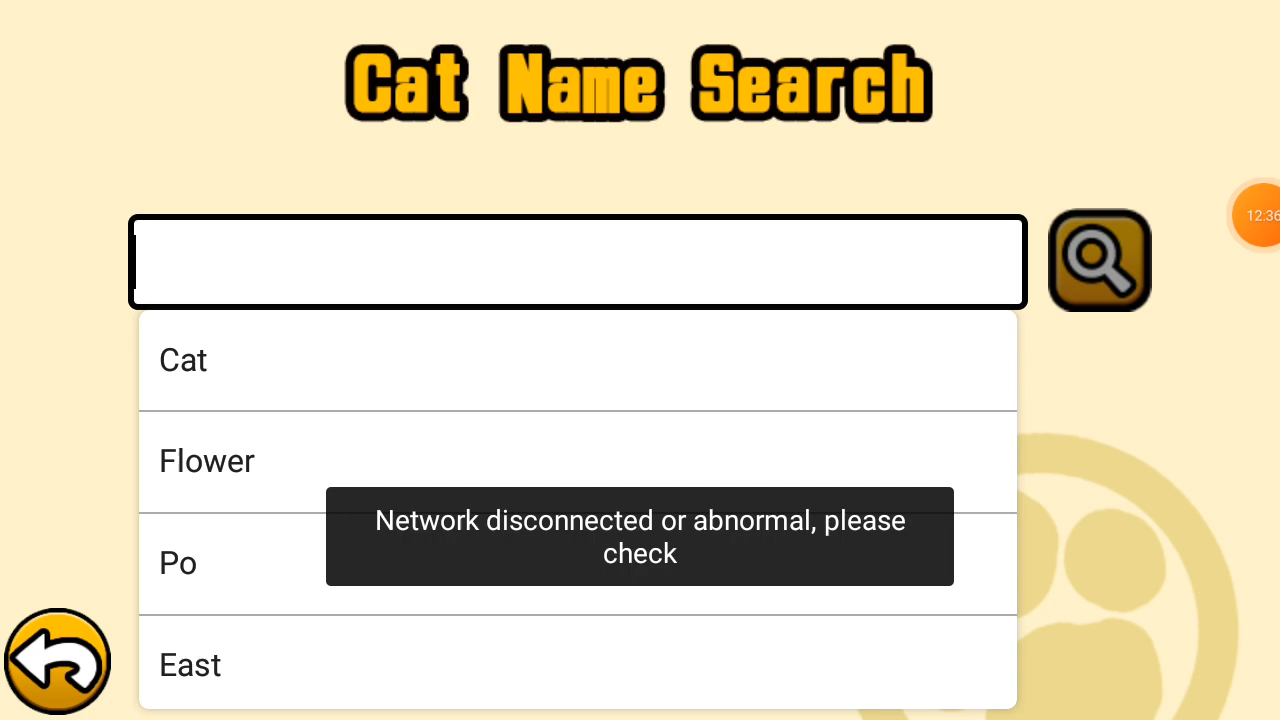 Cat Name Search
12:36
Cat
Flower
Network disconnected or abnormal, please
check
Po
East